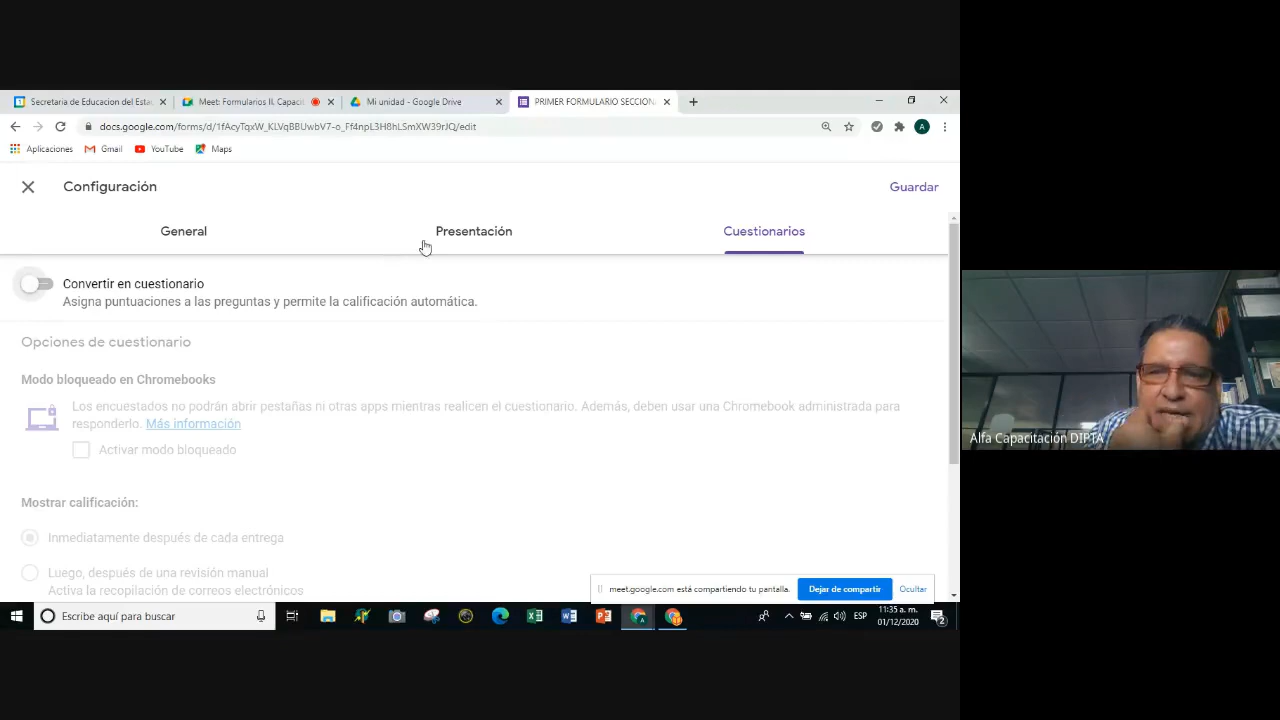 Secretaria de Educacion del Esta
Meet: Formularios II. Capaci
Mi unidad - Google Drive
PRIMER FORMULARIO SECCION
docs.google.com/forms/d/1fAcyTqxW_KLVqBBUwbV7-o_Ff4npL3H8hLSmXW39rJQ/edit
A
Aplicaciones
Gmail
YouTube
Maps
Configuración
Guardar
General
Presentación
Cuestionarios
Convertir en cuestionario
Asigna puntuaciones a las preguntas y permite la calificación automática.
Opciones de cuestionario
Modo bloqueado en Chromebooks
Los encuestados no podrán abrir pestañas ni otras apps mientras realicen el cuestionario. Además, deben usar una Chromebook administrada para
responderlo. Más información
Activar modo bloqueado
Mostrar calificación:
Inmediatamente después de cada entrega
Luego, después de una revisión manual
Activa la recopilación de correos electrónicos
meet.google.com está compartiendo tu pantalla.
Dejar de compartir
Ocultar
Escribe aquí para buscar
ESP
11:35 a. m.
01/12/2020
2
Alfa Capacitación DIPTA